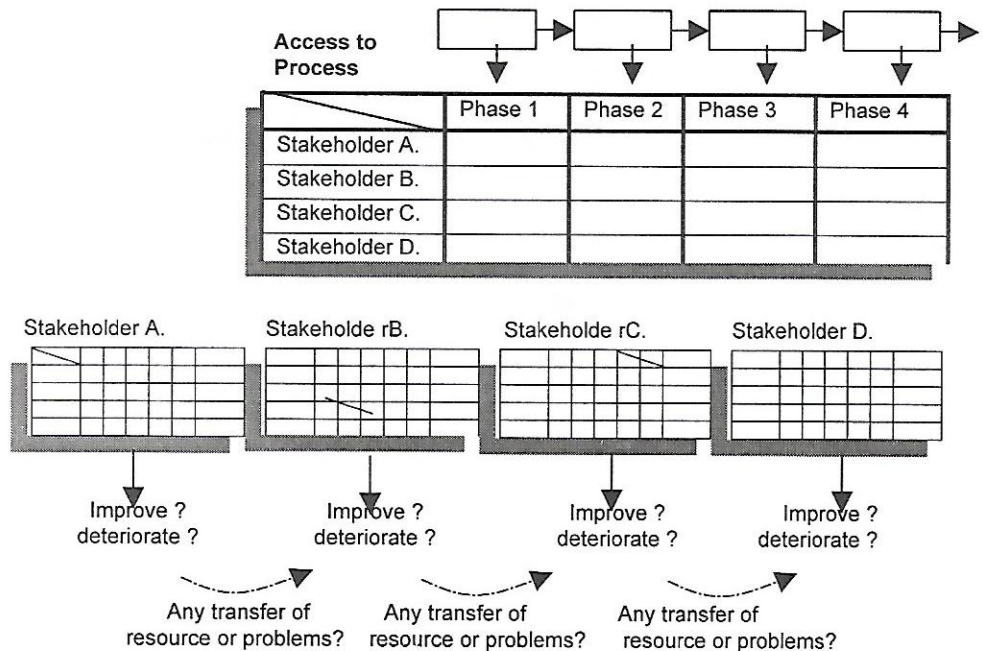 Access to
Process
Phase 1 Phase 2 Phase 3 Phase 4
Stakeholder A.
Stakeholder B.
Stakeholder C.
Stakeholder D.
Stakeholder A. Stakeholde rB. Stakeholde rC. Stakeholder D.
Improve ? Improve ? Improve ? Improve ?
deteriorate ? deteriorate ? deteriorate ? deteriorate ?
Any transfer of Any transfer of Any transfer of
resource or problems? resource or problems? resource or problems?